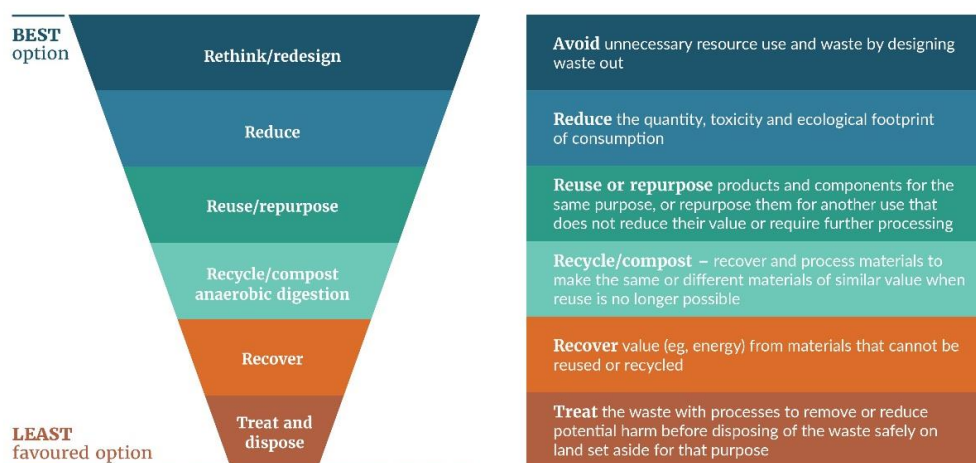 BEST
option
Rethink/redesign
Avoid unnecessary resource use and waste by designing
waste out
Reduce
Reduce the quantity, toxicity and ecological footprint
of consumption
Reuse/repurpose
Reuse or repurpose products and components for the
same purpose, or repurpose them for another use that
does not reduce their value or require further processing
Recycle/compost
anaerobic digestion
Recycle/compost – recover and process materials to
make the same or different materials of similar value when
reuse is no longer possible
Recover
Recover value (eg, energy) from materials that cannot be
reused or recycled
LEAST
favoured option
Treat and
dispose
Treat the waste with processes to remove or reduce
potential harm before disposing of the waste safely on
land set aside for that purpose